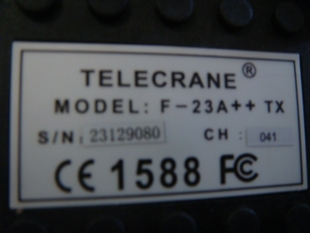 TELECRANE®
MODEL: F-23A++ TX
S/N: 23129080 CH: 041
CE 1588 FC